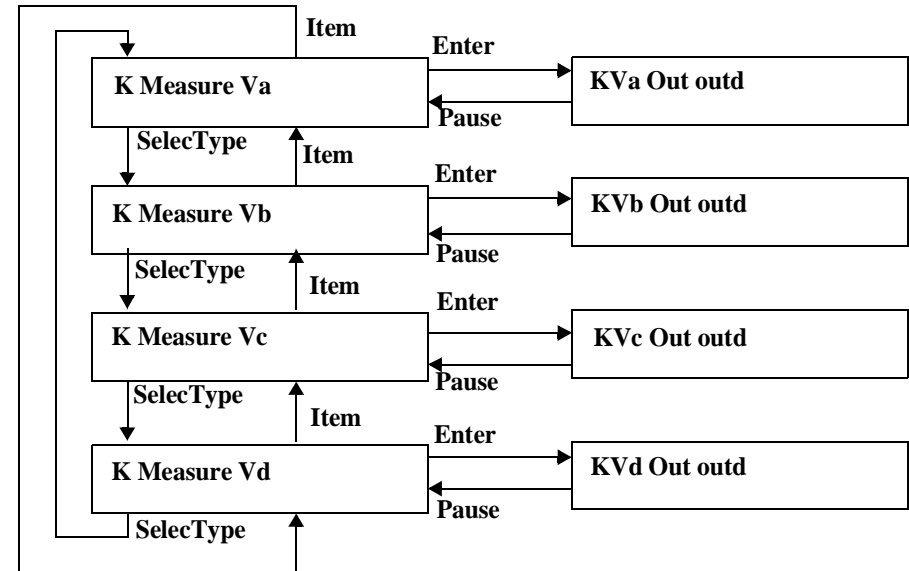 Item
Enter
K Measure Va
KVa Out outd
Pause
SelecType
Item
Enter
K Measure Vb
KVb Out outd
Pause
SelecType
Item
Enter
K Measure Vc
KVc Out outd
Pause
SelecType
Item
Enter
K Measure Vd
KVd Out outd
Pause
SelecType